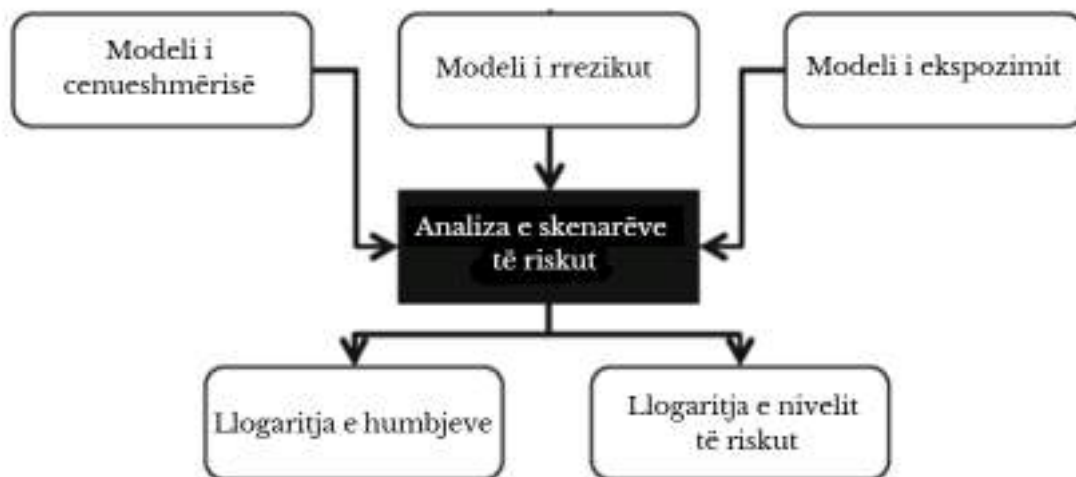 Modeli i
cenueshmërisë
Modeli i rrezikut
Modeli i ekspozimit
Analiza e skenarëve
të riskut
Llogaritja e humbjeve
Llogaritja e nivelit
të riskut